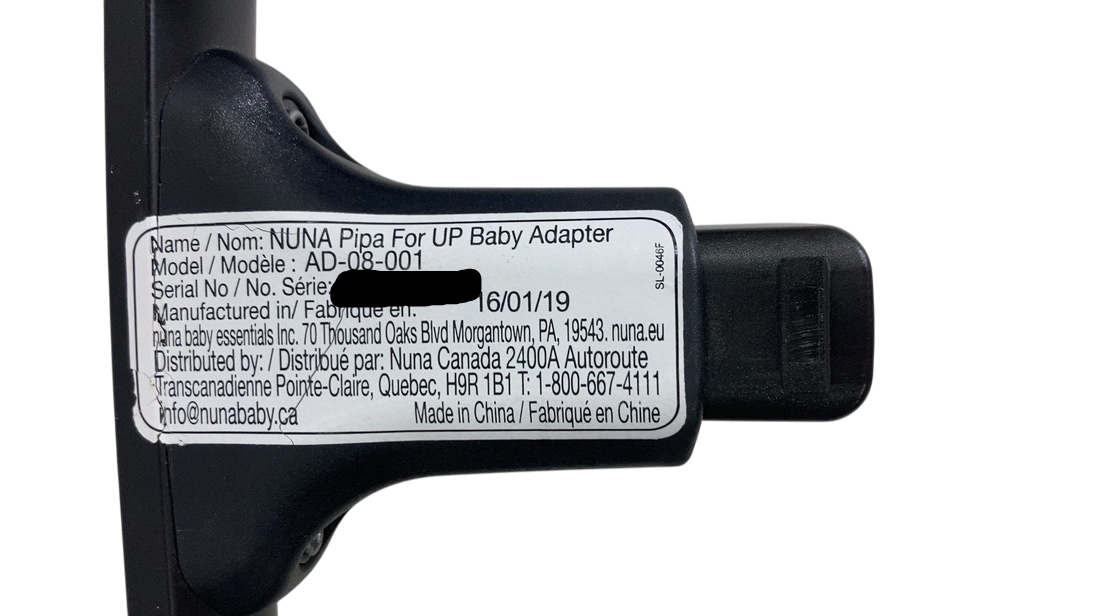 Name / Nom: NUNA Pipa For UP Baby Adapter
Model / Modèle : AD-08-001
Serial No / No. Série:
Manufactured in/ Fabriqué en: 16/01/19
nuna baby essentials Inc. 70 Thousand Oaks Blvd Morgantown, PA, 19543. nuna.eu
Distributed by: / Distribué par: Nuna Canada 2400A Autoroute
Transcanadienne Pointe-Claire, Quebec, H9R 1B1 T: 1-800-667-4111
info@nunababy.ca Made in China / Fabriqué en Chine
SL-0046F